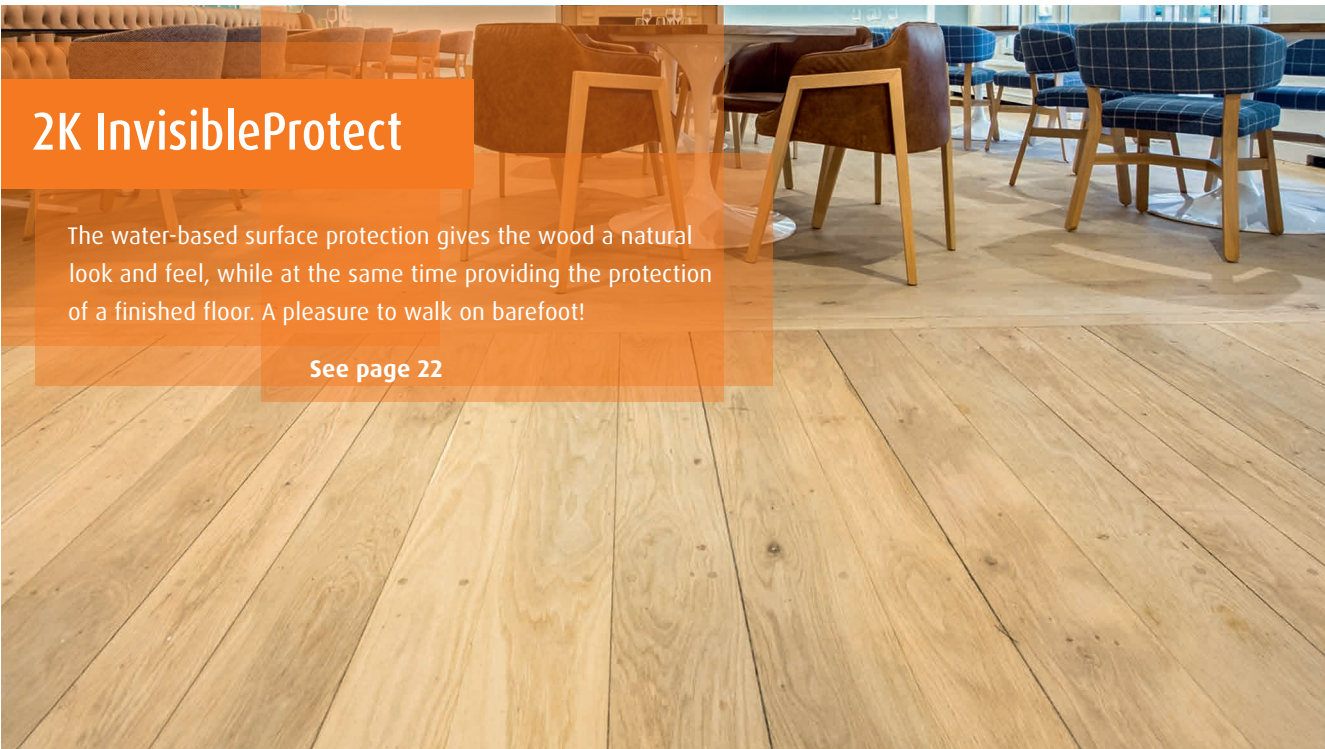 2K InvisibleProtect
The water-based surface protection gives the wood a natural
look and feel, while at the same time providing the protection
of a finished floor. A pleasure to walk on barefoot!
See page 22